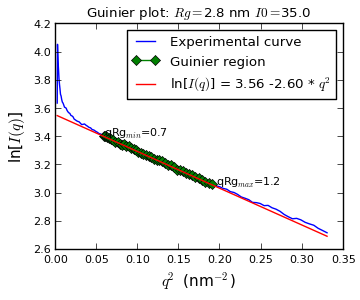 Guinier plot: Rg=2.8 nm I0=35.0
Experimental curve
Guinier region
ln[I(q)] = 3.56 -2.60 * q²
4.2
4.0
3.8
3.6
3.4
3.2
3.0
2.8
2.6
ln[I(q)]
qRg_min=0.7
qRg_max=1.2
0.00 0.05 0.10 0.15 0.20 0.25 0.30 0.35
q² (nm⁻²)